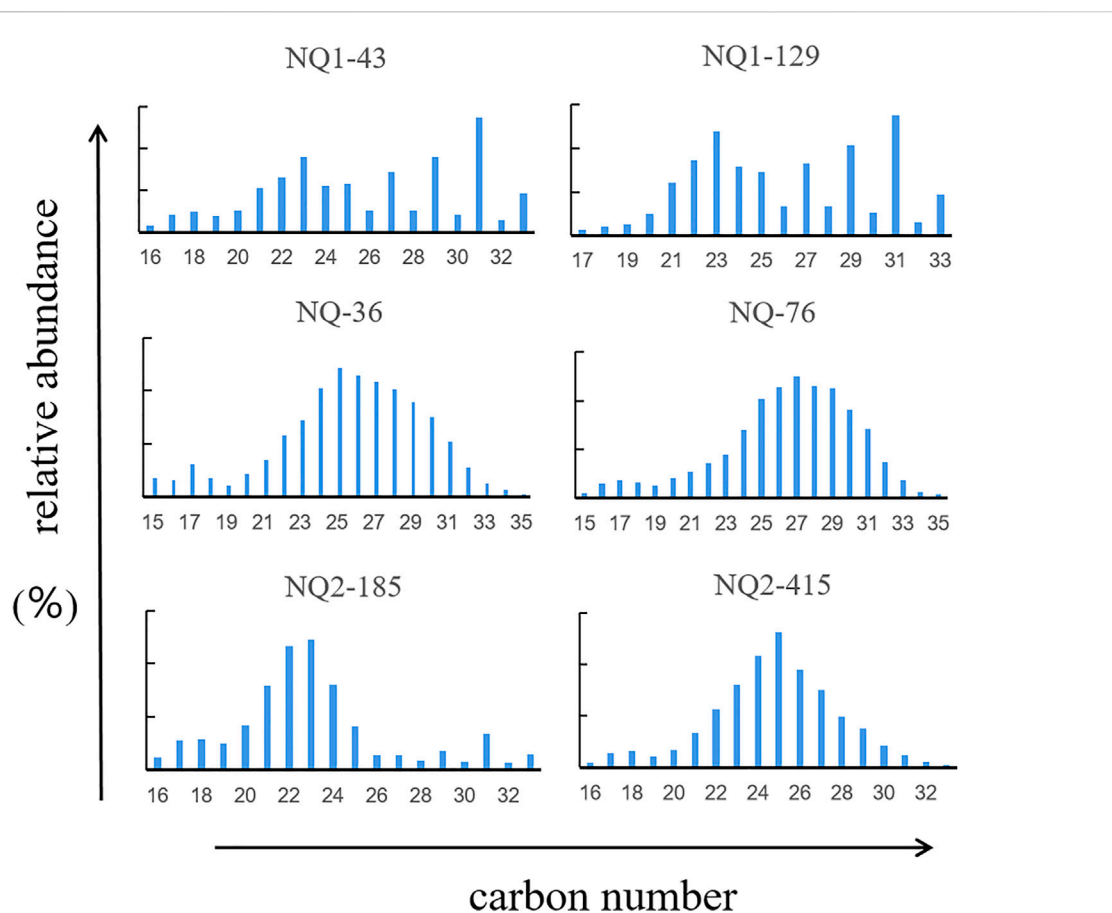 NQ1-43
NQ1-129
16 18 20 22 24 26 28 30 32
17 19 21 23 25 27 29 31 33
NQ-36
NQ-76
15 17 19 21 23 25 27 29 31 33 35
15 17 19 21 23 25 27 29 31 33 35
NQ2-185
NQ2-415
16 18 20 22 24 26 28 30 32
16 18 20 22 24 26 28 30 32
relative abundance
(%)
carbon number